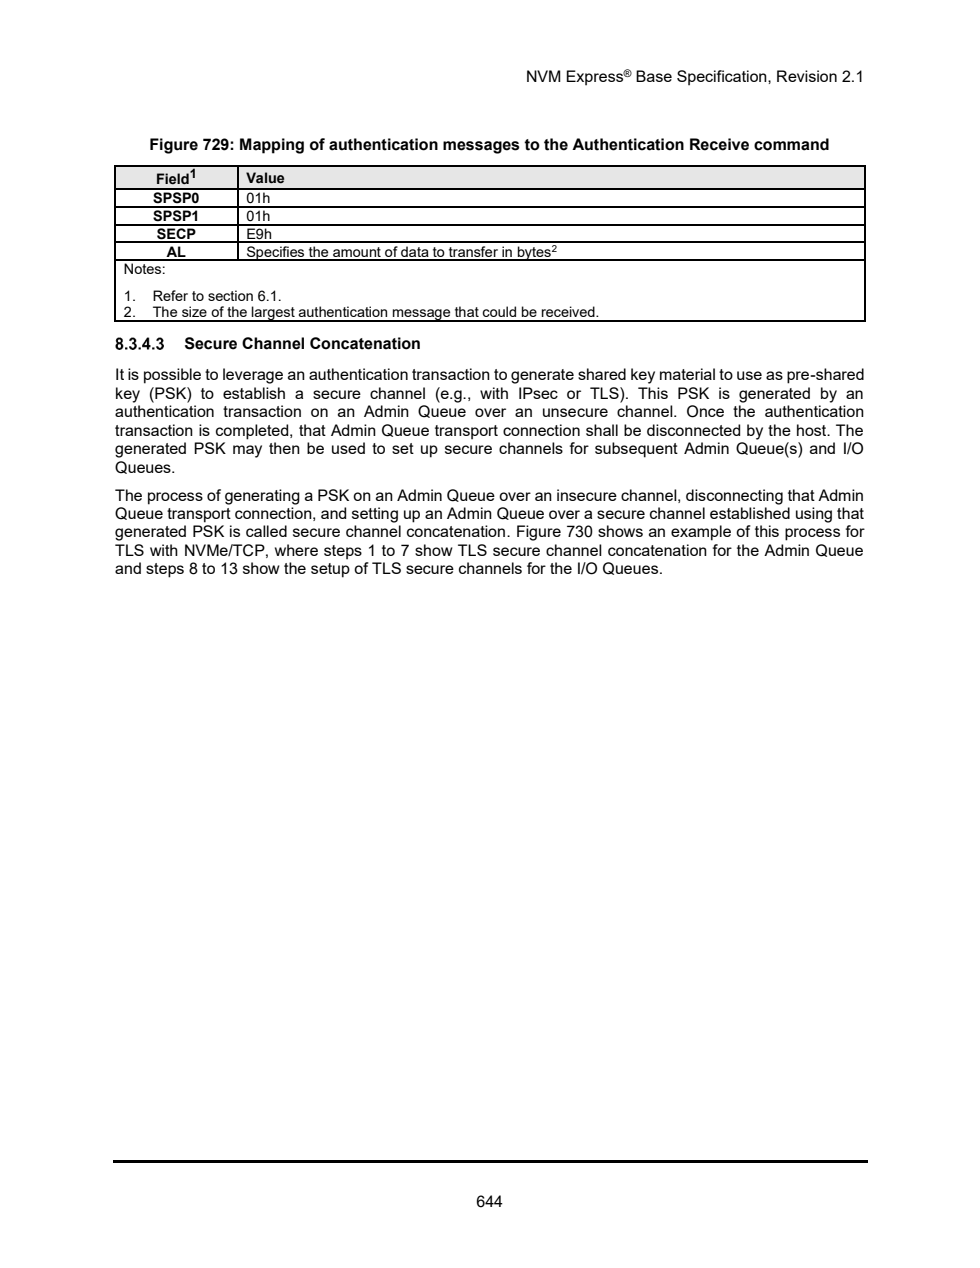 NVM Express® Base Specification, Revision 2.1
Figure 729: Mapping of authentication messages to the Authentication Receive command
Field1 Value
SPSP0 01h
SPSP1 01h
SECP E9h
AL Specifies the amount of data to transfer in bytes2
Notes:
1. Refer to section 6.1.
2. The size of the largest authentication message that could be received.
8.3.4.3 Secure Channel Concatenation
It is possible to leverage an authentication transaction to generate shared key material to use as pre-shared
key (PSK) to establish a secure channel (e.g., with IPsec or TLS). This PSK is generated by an
authentication transaction on an Admin Queue over an unsecure channel. Once the authentication
transaction is completed, that Admin Queue transport connection shall be disconnected by the host. The
generated PSK may then be used to set up secure channels for subsequent Admin Queue(s) and I/O
Queues.
The process of generating a PSK on an Admin Queue over an insecure channel, disconnecting that Admin
Queue transport connection, and setting up an Admin Queue over a secure channel established using that
generated PSK is called secure channel concatenation. Figure 730 shows an example of this process for
TLS with NVMe/TCP, where steps 1 to 7 show TLS secure channel concatenation for the Admin Queue
and steps 8 to 13 show the setup of TLS secure channels for the I/O Queues.
644